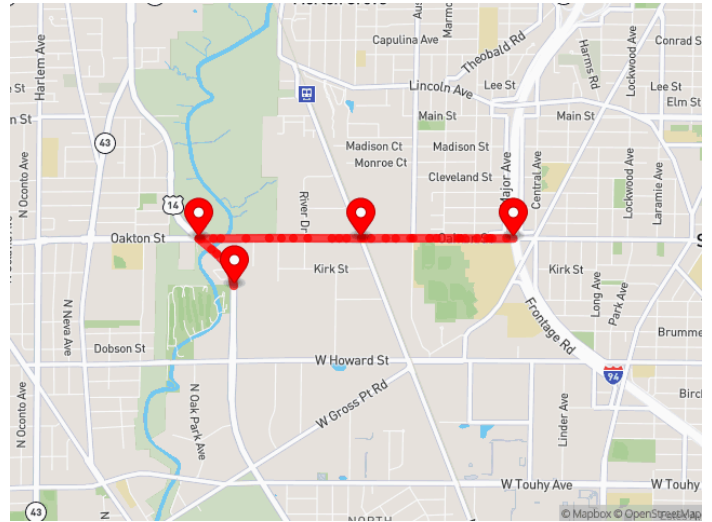 Capulina Ave
Theobald Rd
Conrad S
Harlem Ave
Harms Rd
Lockwood Ave
Lincoln Ave
Lee St
Lee St
Elm St
St
Main St
Main St
n St
43
Madison Ct
Madison St
Monroe Ct
Cleveland St
Major Ave
Central Ave
Lockwood Ave
Laramie Ave
N Oconto Ave
14
River Dr
Oakton St
S
Kirk St
Kirk St
Long Ave
Park Ave
N Neva Ave
Frontage Rd
Brumme
Dobson St
W Howard St
94
N Oconto Ave
N Oak Park Ave
W Gross Pt Rd
Birch
Linder Ave
W Touhy Ave
W Touhy Ave
43
N
NORTH
© Mapbox © OpenStreetMap